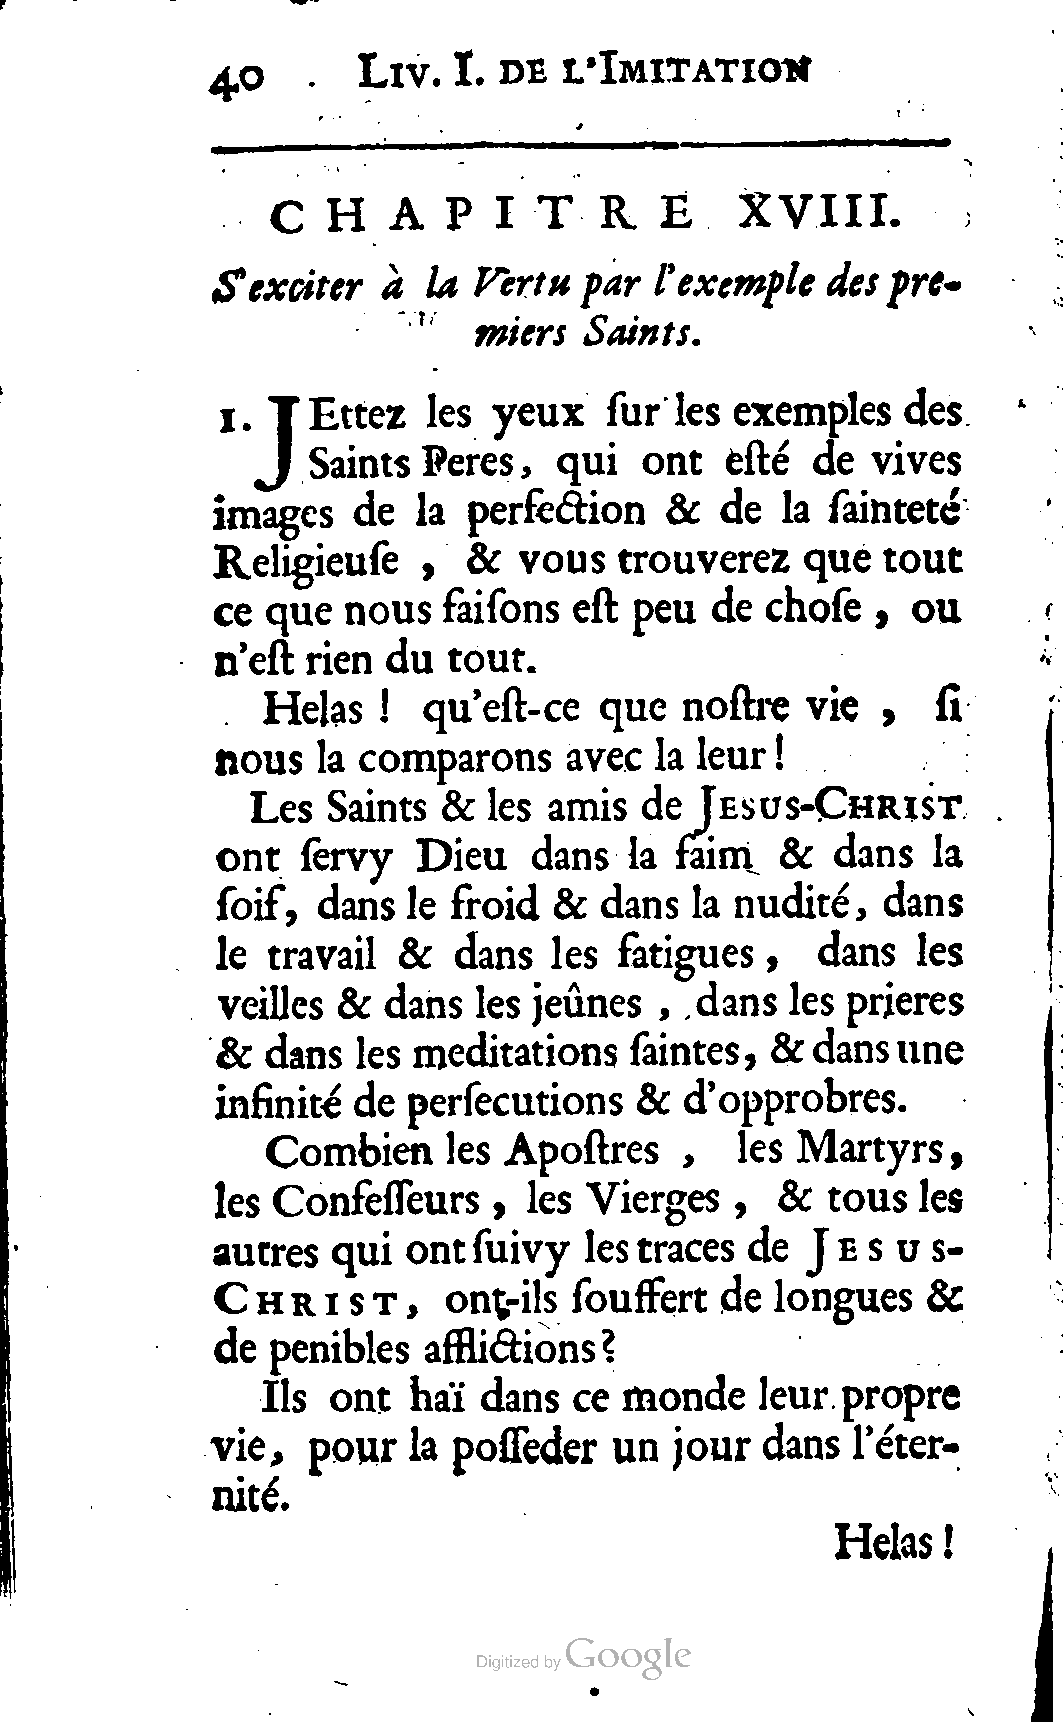 40 . LIV. I. DE L'IMITATION
CHAPITRE XVIII.
S'exciter à la Vertu par l'exemple des pre-
miers Saints.
1. JEttez les yeux ſur les exemples des
Saints Peres, qui ont eſté de vives
images de la perfection & de la ſainteté
Religieuſe , & vous trouverez que tout
ce que nous faiſons eſt peu de choſe , ou
n'eſt rien du tout.
Helas ! qu'eſt-ce que noſtre vie , ſi
nous la comparons avec la leur !
Les Saints & les amis de JESUS-CHRIST
ont ſervy Dieu dans la faim & dans la
ſoif, dans le froid & dans la nudité, dans
le travail & dans les fatigues , dans les
veilles & dans les jeûnes , dans les prieres
& dans les meditations ſaintes, & dans une
infinité de perſecutions & d'opprobres.
Combien les Apoſtres , les Martyrs,
les Confeſſeurs , les Vierges , & tous les
autres qui ont ſuivy les traces de JESUS-
CHRIST, ont-ils ſouffert de longues &
de penibles afflictions?
Ils ont haï dans ce monde leur propre
vie, pour la poſſeder un jour dans l'éter-
nité.
Helas !
Digitized by Google